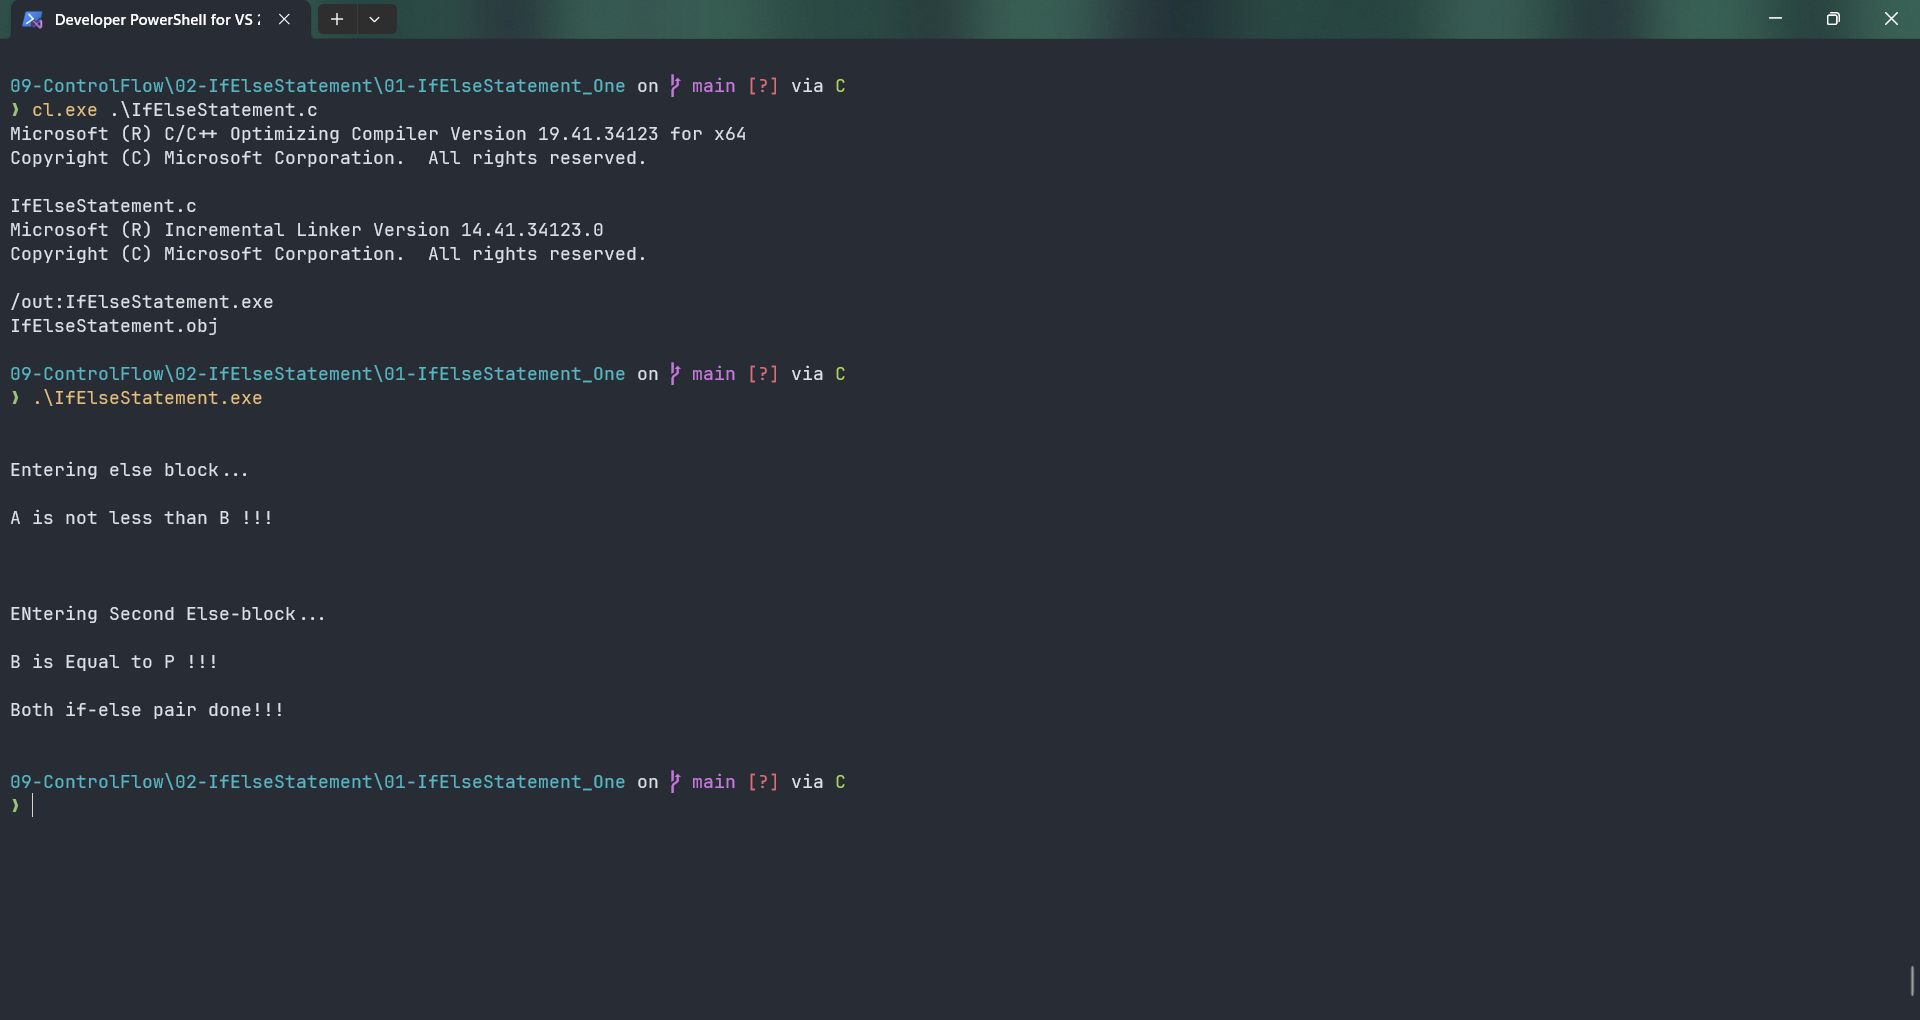 Developer PowerShell for VS 2
09-ControlFlow\02-IfElseStatement\01-IfElseStatement_One on main [?] via C
❯ cl.exe .\IfElseStatement.c
Microsoft (R) C/C++ Optimizing Compiler Version 19.41.34123 for x64
Copyright (C) Microsoft Corporation.  All rights reserved.
IfElseStatement.c
Microsoft (R) Incremental Linker Version 14.41.34123.0
Copyright (C) Microsoft Corporation.  All rights reserved.
/out:IfElseStatement.exe
IfElseStatement.obj
09-ControlFlow\02-IfElseStatement\01-IfElseStatement_One on main [?] via C
❯ .\IfElseStatement.exe
Entering else block...
A is not less than B !!!
ENtering Second Else-block...
B is Equal to P !!!
Both if-else pair done!!!
09-ControlFlow\02-IfElseStatement\01-IfElseStatement_One on main [?] via C
❯